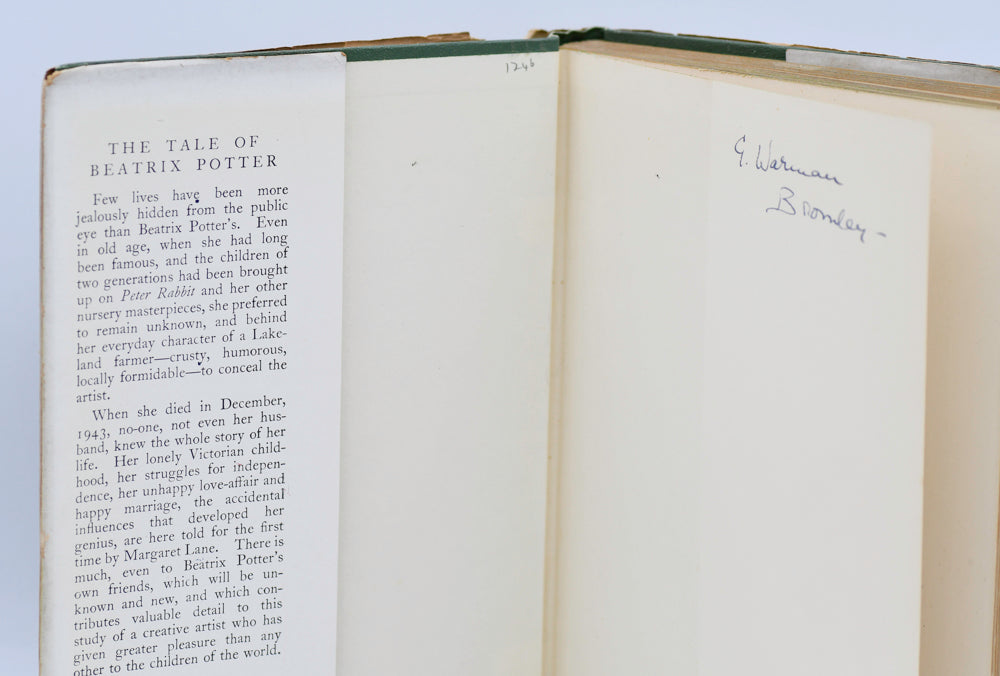 THE TALE OF
BEATRIX POTTER
Few lives have been more
jealously hidden from the public
eye than Beatrix Potter's. Even
in old age, when she had long
been famous, and the children of
two generations had been brought
up on Peter Rabbit and her other
nursery masterpieces, she preferred
to remain unknown, and behind
her everyday character of a Lake-
land farmer—crusty, humorous,
locally formidable—to conceal the
artist.
When she died in December,
1943, no-one, not even her hus-
band, knew the whole story of her
life. Her lonely Victorian child-
hood, her struggles for indepen-
dence, her unhappy love-affair and
happy marriage, the accidental
influences that developed her
genius, are here told for the first
time by Margaret Lane. There is
much, even to Beatrix Potter's
own friends, which will be un-
known and new, and which con-
tributes valuable detail to this
study of a creative artist who has
given greater pleasure than any
other to the children of the world.
1246
G. Warman
Bromley -